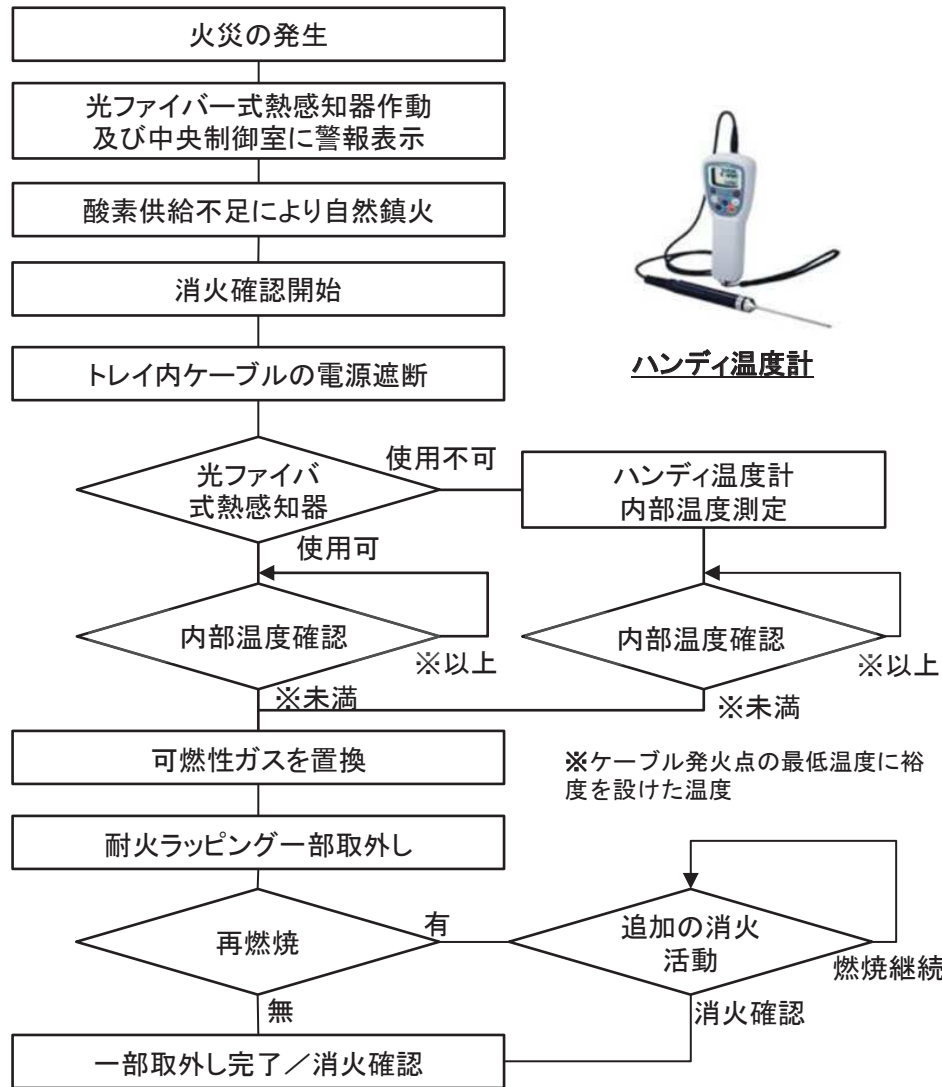 火災の発生
光ファイバー式熱感知器作動
及び中央制御室に警報表示
酸素供給不足により自然鎮火
消火確認開始
トレイ内ケーブルの電源遮断
ハンディ温度計
光ファイバ
式熱感知器
使用不可
ハンディ温度計
内部温度測定
使用可
内部温度確認
※以上
※未満
内部温度確認
※以上
※未満
可燃性ガスを置換
※ケーブル発火点の最低温度に裕
度を設けた温度
耐火ラッピング一部取外し
再燃焼
有
追加の消火
活動
燃焼継続
無
消火確認
一部取外し完了／消火確認